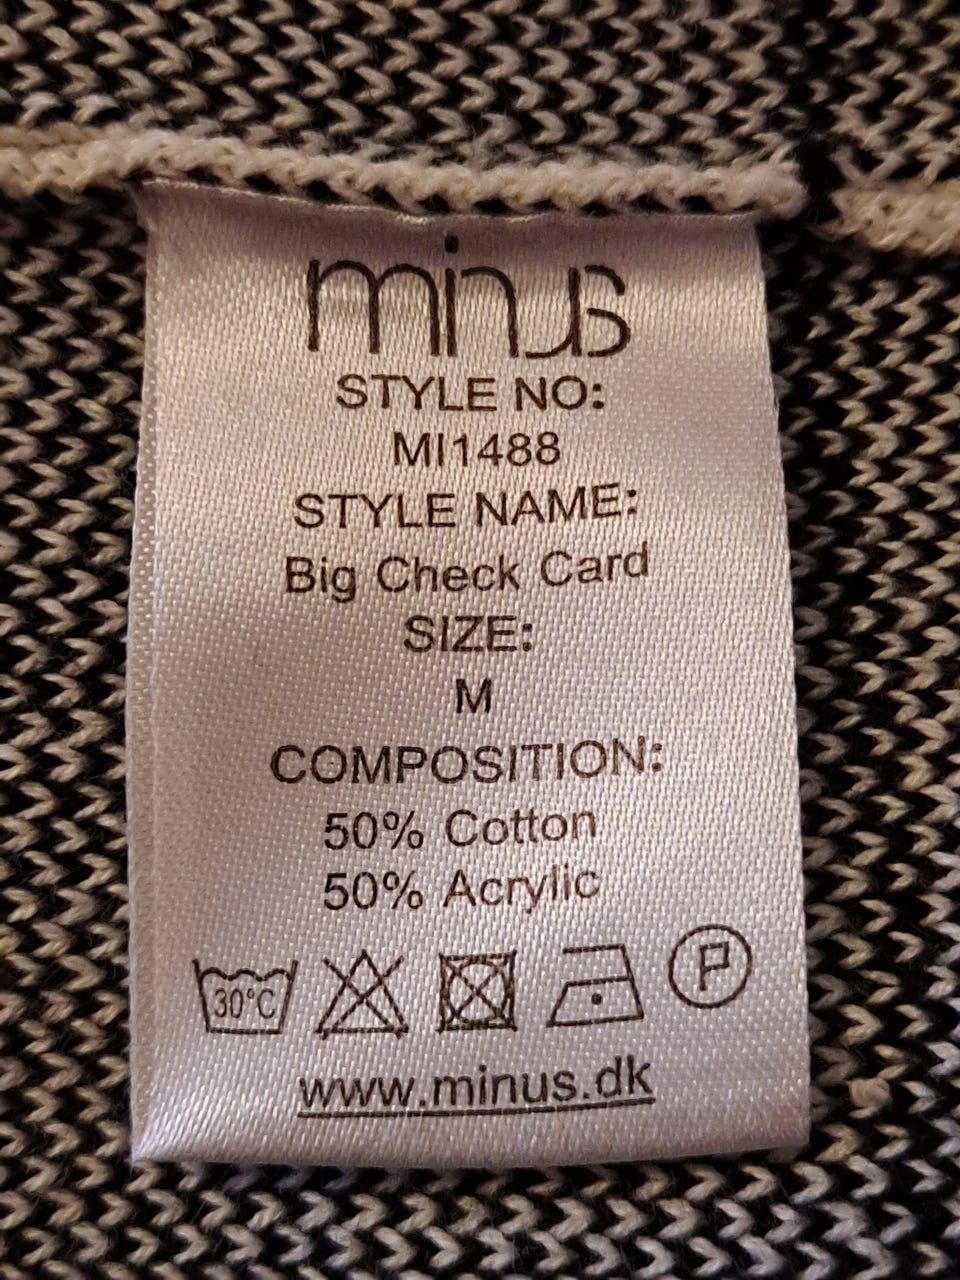 minus
STYLE NO:
MI1488
STYLE NAME:
Big Check Card
SIZE:
M
COMPOSITION:
50% Cotton
50% Acrylic
30°C P
www.minus.dk